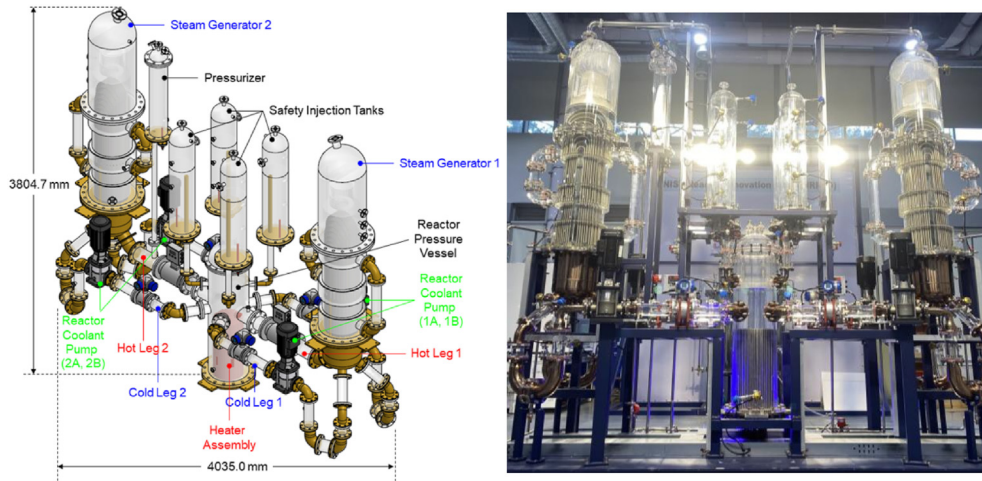 Steam Generator 2
Pressurizer
Safety Injection Tanks
Steam Generator 1
3804.7 mm
Reactor
Pressure
Vessel
Reactor
Coolant
Pump
(1A, 1B)
Reactor
Coolant
Pump
(2A, 2B)
Hot Leg 2
Hot Leg 1
Cold Leg 2
Cold Leg 1
Heater
Assembly
4035.0 mm